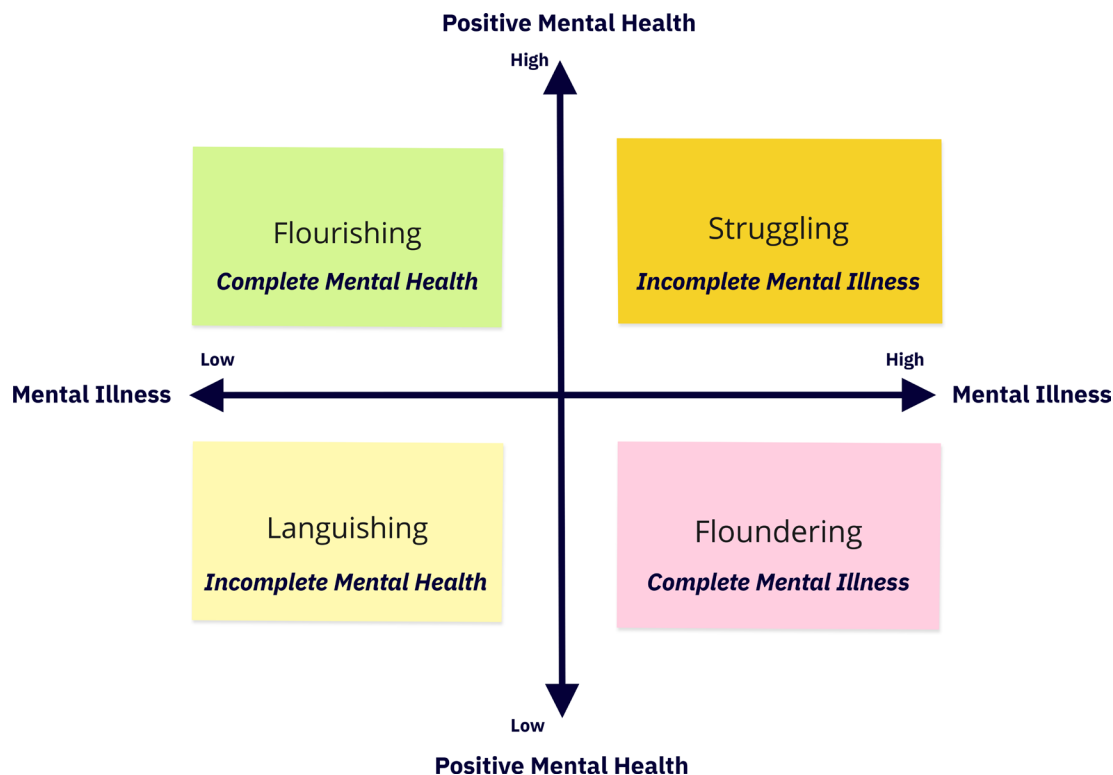 Positive Mental Health
High
Flourishing
Complete Mental Health
Struggling
Incomplete Mental Illness
Low
High
Mental Illness
Mental Illness
Languishing
Incomplete Mental Health
Floundering
Complete Mental Illness
Low
Positive Mental Health